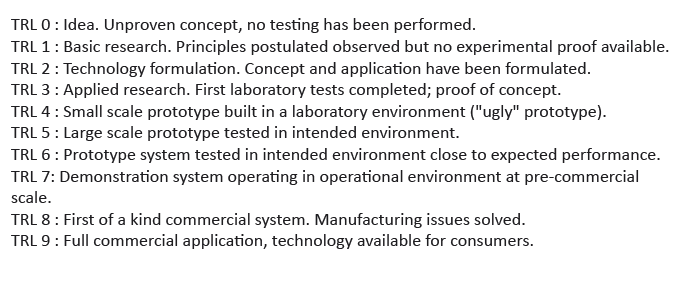 TRL 0 : Idea. Unproven concept, no testing has been performed.
TRL 1 : Basic research. Principles postulated observed but no experimental proof available.
TRL 2 : Technology formulation. Concept and application have been formulated.
TRL 3 : Applied research. First laboratory tests completed; proof of concept.
TRL 4 : Small scale prototype built in a laboratory environment ("ugly" prototype).
TRL 5 : Large scale prototype tested in intended environment.
TRL 6 : Prototype system tested in intended environment close to expected performance.
TRL 7: Demonstration system operating in operational environment at pre-commercial
scale.
TRL 8 : First of a kind commercial system. Manufacturing issues solved.
TRL 9 : Full commercial application, technology available for consumers.